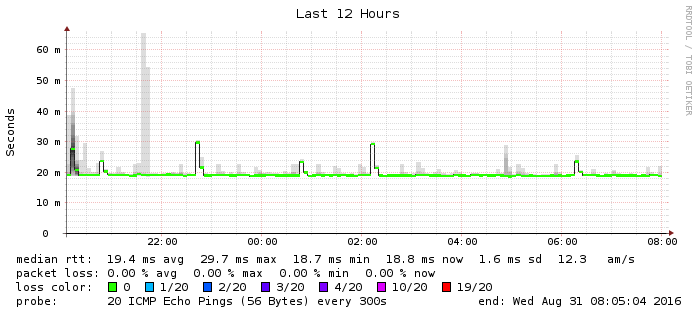 Last 12 Hours
RRDTOOL / TOBI OETIKER
Seconds
60 m
50 m
40 m
30 m
20 m
10 m
0
22:00 00:00 02:00 04:00 06:00 08:00
median rtt: 19.4 ms avg 29.7 ms max 18.7 ms min 18.8 ms now 1.6 ms sd 12.3 am/s
packet loss: 0.00 % avg 0.00 % max 0.00 % min 0.00 % now
loss color: 0 1/20 2/20 3/20 4/20 10/20 19/20
probe: 20 ICMP Echo Pings (56 Bytes) every 300s end: Wed Aug 31 08:05:04 2016